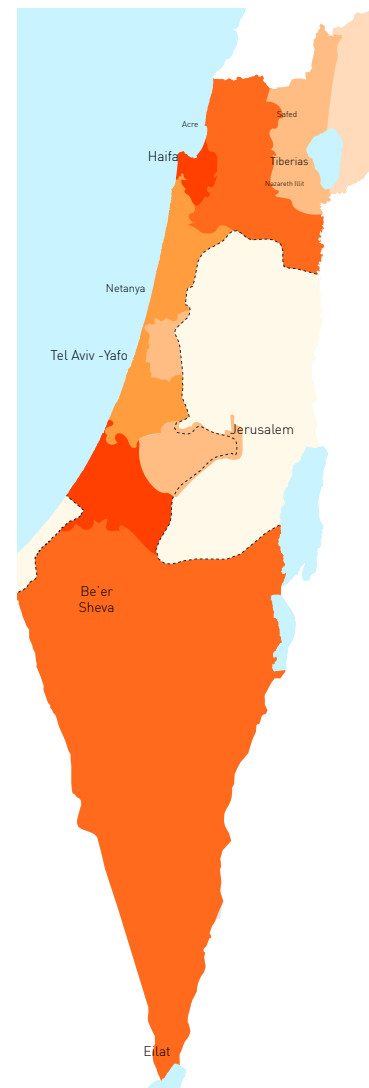 Safed
Acre
Haifa
Tiberias
Nazareth Illit
Netanya
Tel Aviv -Yafo
Jerusalem
Be'er
Sheva
Eilat